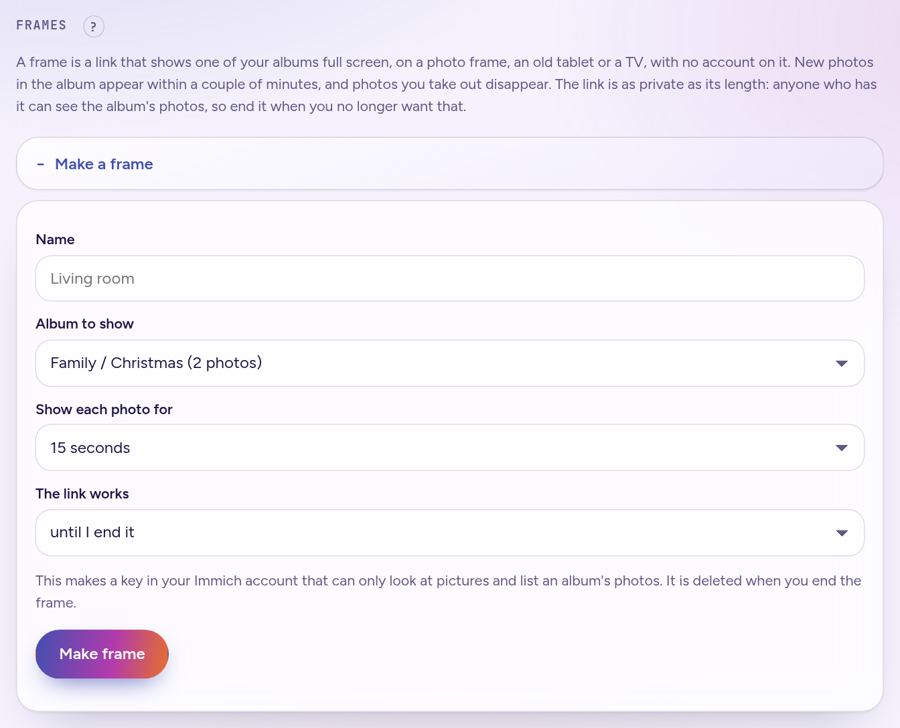 FRAMES ?
A frame is a link that shows one of your albums full screen, on a photo frame, an old tablet or a TV, with no account on it. New photos
in the album appear within a couple of minutes, and photos you take out disappear. The link is as private as its length: anyone who has
it can see the album's photos, so end it when you no longer want that.
- Make a frame
Name
Living room
Album to show
Family / Christmas (2 photos)
Show each photo for
15 seconds
The link works
until I end it
This makes a key in your Immich account that can only look at pictures and list an album's photos. It is deleted when you end the
frame.
Make frame